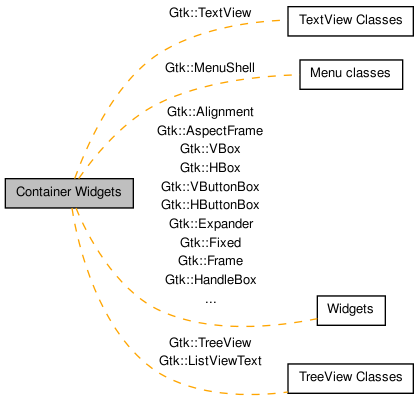 Gtk::TextView
TextView Classes
Gtk::MenuShell
Menu classes
Gtk::Alignment
Gtk::AspectFrame
Gtk::VBox
Gtk::HBox
Container Widgets
Gtk::VButtonBox
Gtk::HButtonBox
Gtk::Expander
Gtk::Fixed
Gtk::Frame
Gtk::HandleBox
...
Widgets
Gtk::TreeView
Gtk::ListViewText
TreeView Classes